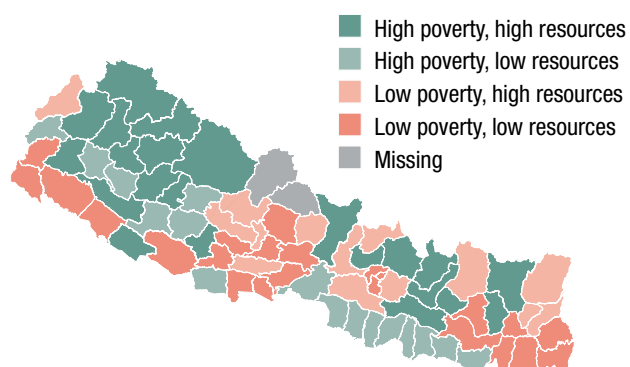 High poverty, high resources
High poverty, low resources
Low poverty, high resources
Low poverty, low resources
Missing